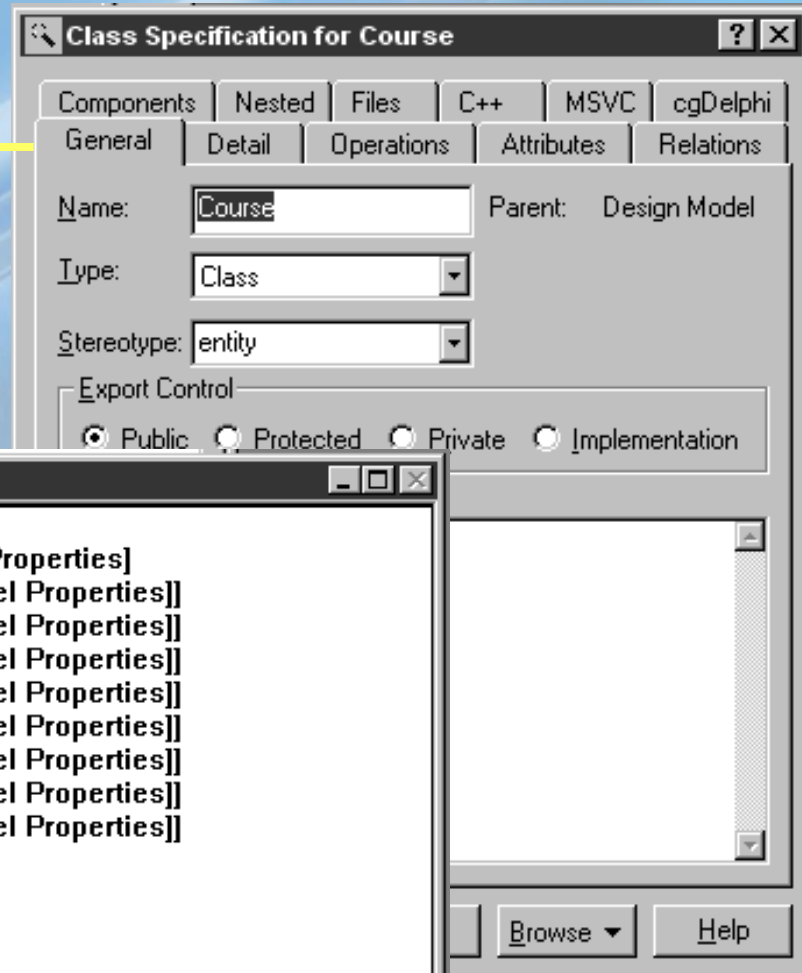 Class Specification for Course
Components Nested Files C++ MSVC cgDelphi
General Detail Operations Attributes Relations
Name: Course Parent: Design Model
Type: Class
Stereotype: entity
Export Control
Public Protected Private Implementation
Properties]
el Properties]]
el Properties]]
el Properties]]
el Properties]]
el Properties]]
el Properties]]
el Properties]]
el Properties]]
Browse Help